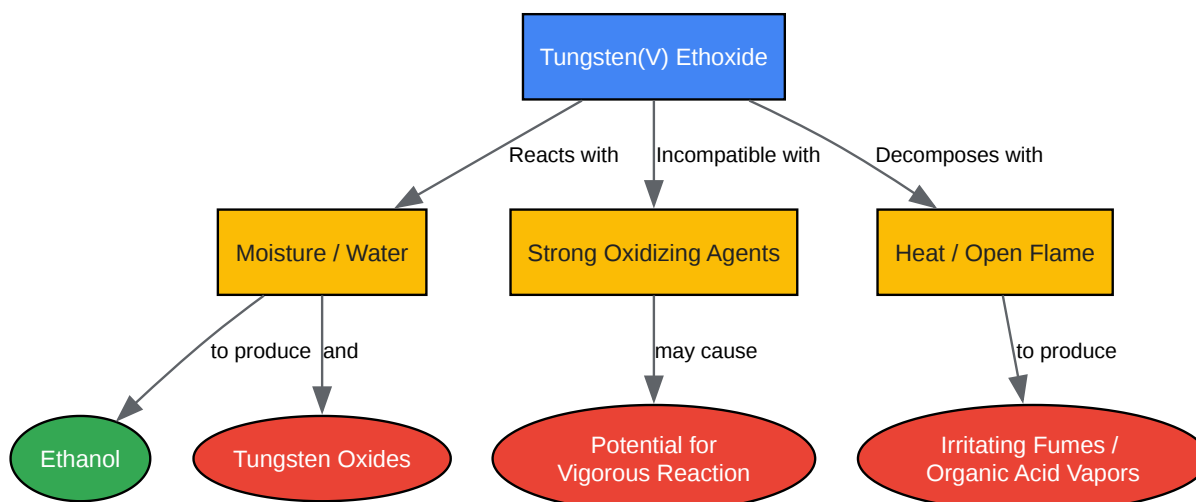 Tungsten(V) Ethoxide
Reacts with
Incompatible with
Decomposes with
Moisture / Water
Strong Oxidizing Agents
Heat / Open Flame
to produce
and
may cause
to produce
Ethanol
Tungsten Oxides
Potential for
Vigorous Reaction
Irritating Fumes /
Organic Acid Vapors